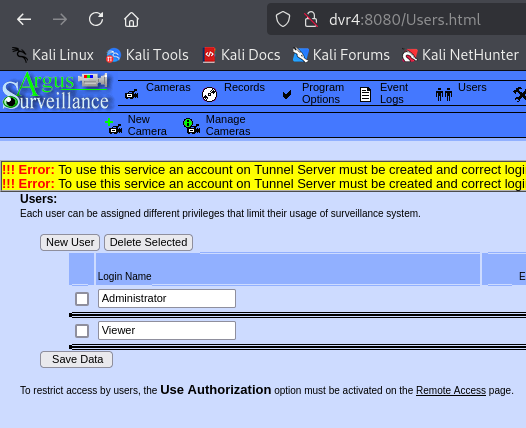 dvr4:8080/Users.html
Kali Linux Kali Tools Kali Docs Kali Forums Kali NetHunter
Argus Surveillance
Cameras Records Program Options Event Logs Users
New Camera Manage Cameras
!!! Error: To use this service an account on Tunnel Server must be created and correct logi
!!! Error: To use this service an account on Tunnel Server must be created and correct logi
Users:
Each user can be assigned different privileges that limit their usage of surveillance system.
New User Delete Selected
Login Name E
Administrator
Viewer
Save Data
To restrict access by users, the Use Authorization option must be activated on the Remote Access page.